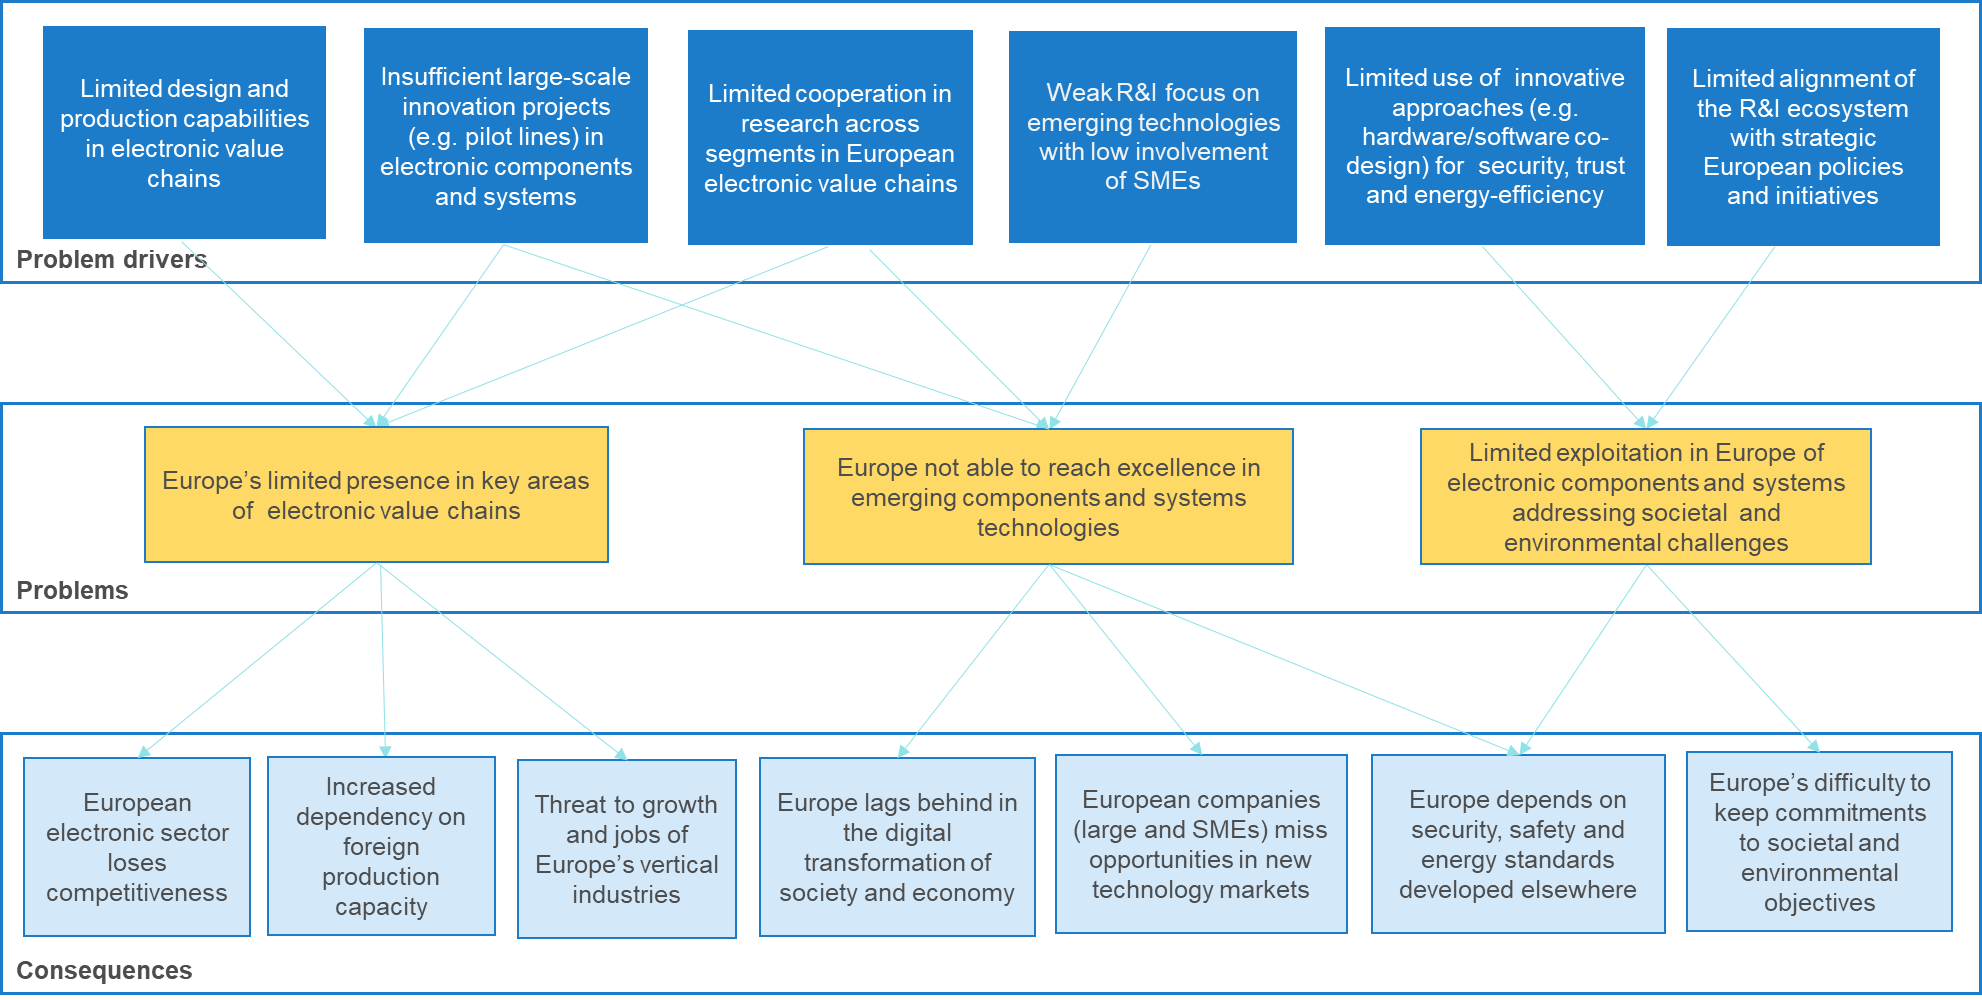 Limited design and
production capabilities
in electronic value
chains
Insufficient large-scale
innovation projects
(e.g. pilot lines) in
electronic components
and systems
Limited cooperation in
research across
segments in European
electronic value chains
Weak R&I focus on
emerging technologies
with low involvement
of SMEs
Limited use of innovative
approaches (e.g.
hardware/software co-
design) for security, trust
and energy-efficiency
Limited alignment of
the R&I ecosystem
with strategic
European policies
and initiatives
Problem drivers
Europe’s limited presence in key areas
of electronic value chains
Europe not able to reach excellence in
emerging components and systems
technologies
Limited exploitation in Europe of
electronic components and systems
addressing societal and
environmental challenges
Problems
European
electronic sector
loses
competitiveness
Increased
dependency on
foreign
production
capacity
Threat to growth
and jobs of
Europe’s vertical
industries
Europe lags behind in
the digital
transformation of
society and economy
European companies
(large and SMEs) miss
opportunities in new
technology markets
Europe depends on
security, safety and
energy standards
developed elsewhere
Europe’s difficulty to
keep commitments
to societal and
environmental
objectives
Consequences